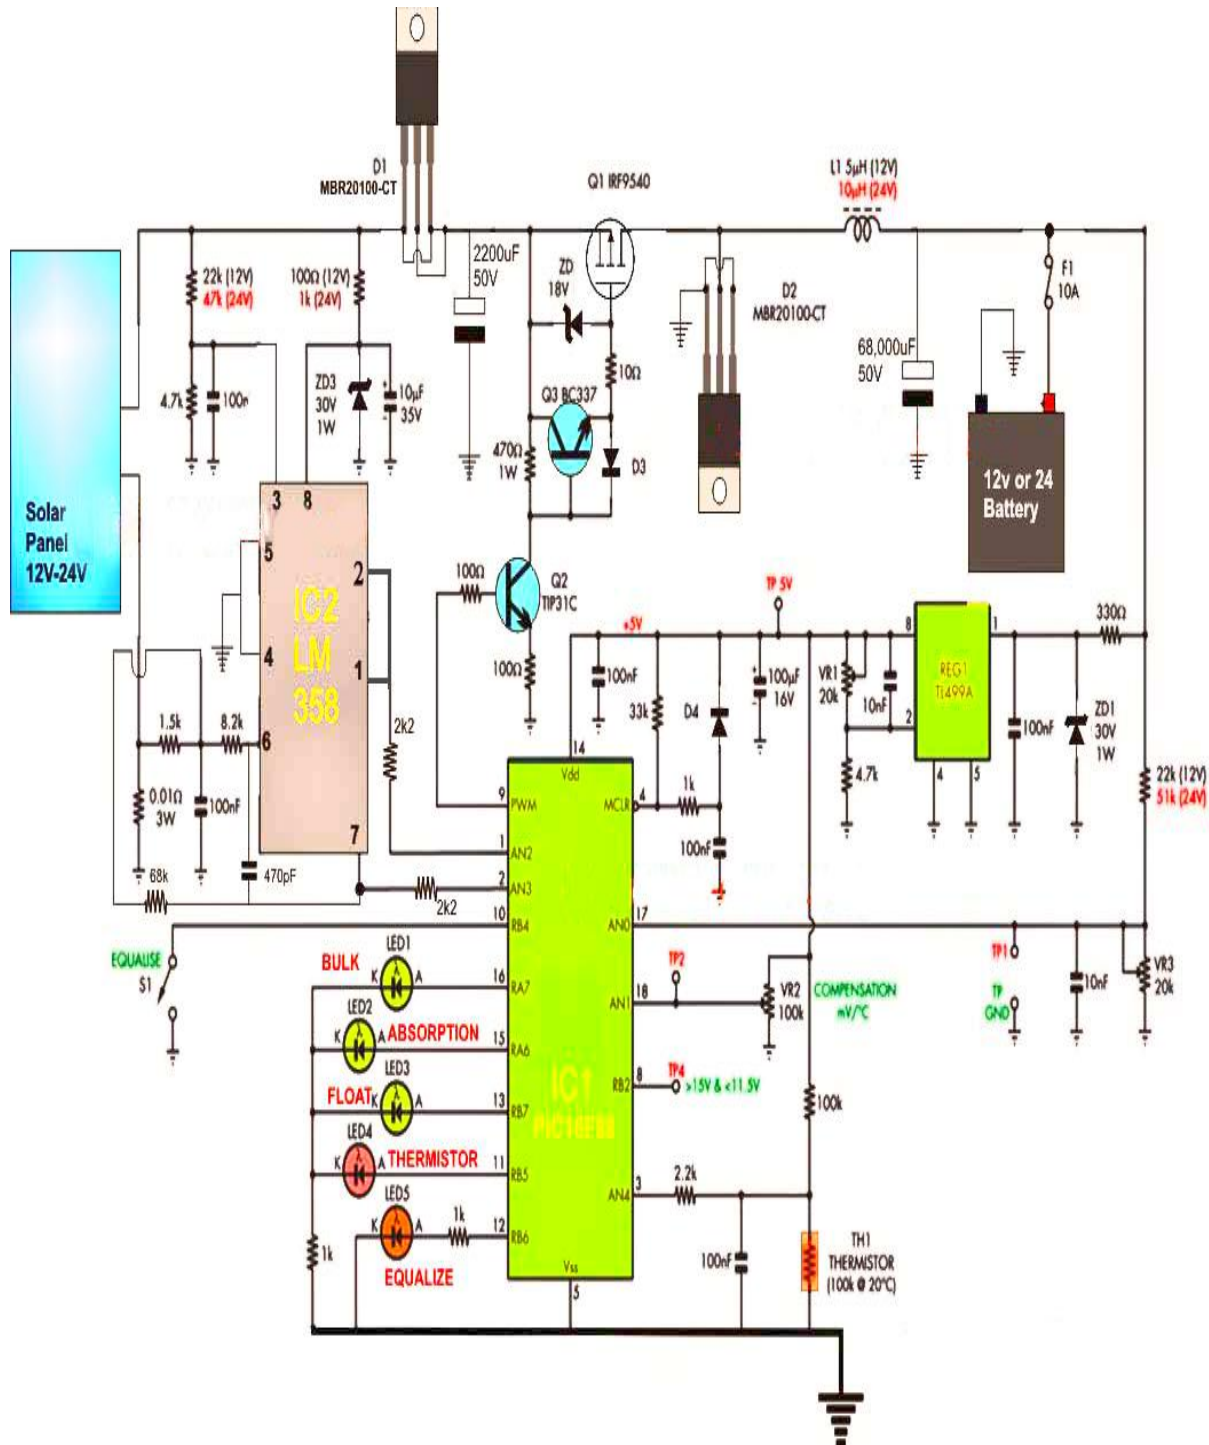 D1
MBR20100-CT
Q1 IRF9540
L1 5µH (12V)
10µH (24V)
22k (12V)
47k (24V)
100Ω (12V)
1k (24V)
2200uF
50V
ZD
18V
D2
MBR20100-CT
F1
10A
68,000uF
50V
10Ω
4.7k
100n
ZD3
30V
1W
+
10µF
35V
-
Q3 BC337
470Ω
1W
D3
12v or 24
Battery
Solar
Panel
12V-24V
3
8
5
2
4
1
6
7
IC2
LM
358
100Ω
Q2
TIP31C
100Ω
TP 5V
+5V
330Ω
8
1
REG1
TL499A
2
4
5
100nF
33k
D4
+
100µF
16V
-
VR1
20k
10nF
4.7k
100nF
ZD1
30V
1W
22k (12V)
51k (24V)
1.5k
8.2k
2k2
0.01Ω
3W
100nF
68k
470pF
2k2
14
Vdd
9
PWM
MCLR
4
1k
100nF
1
AN2
2
AN3
10
RB4
AN0
17
EQUALISE
S1
BULK
LED1
K
A
16
RA7
LED2
K
A
ABSORPTION
15
RA6
FLOAT
LED3
K
A
13
RB7
LED4
K
A
THERMISTOR
11
RB5
LED5
K
A
1k
12
RB6
EQUALIZE
1k
TP2
AN1
18
VR2
100k
COMPENSATION
mV/°C
TP1
TP
GND
10nF
VR3
20k
IC1
RB2
8
TP4
>15V & <11.5V
100k
AN4
3
2.2k
100nF
TH1
THERMISTOR
(100k @ 20°C)
Vss
5